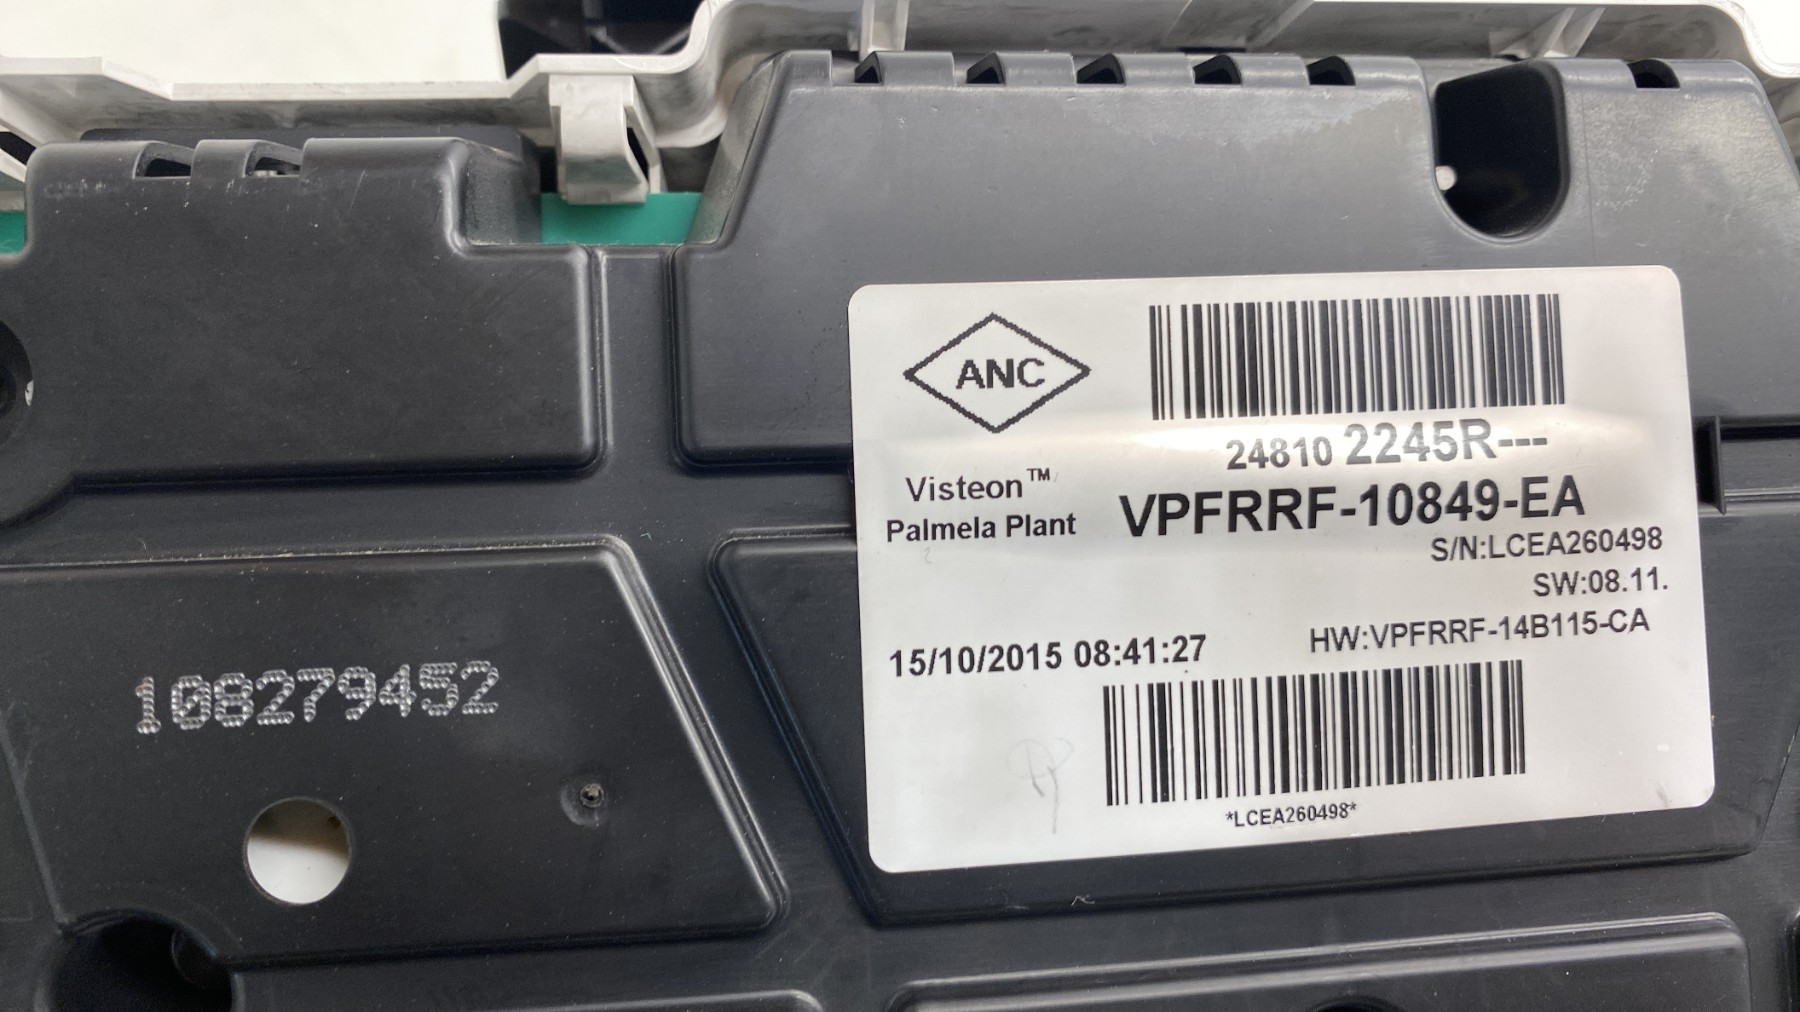 ANC
24810 2245R---
Visteon™
Palmela Plant
VPFRRF-10849-EA
S/N:LCEA260498
SW:08.11.
HW:VPFRRF-14B115-CA
15/10/2015 08:41:27
*LCEA260498*
108279452